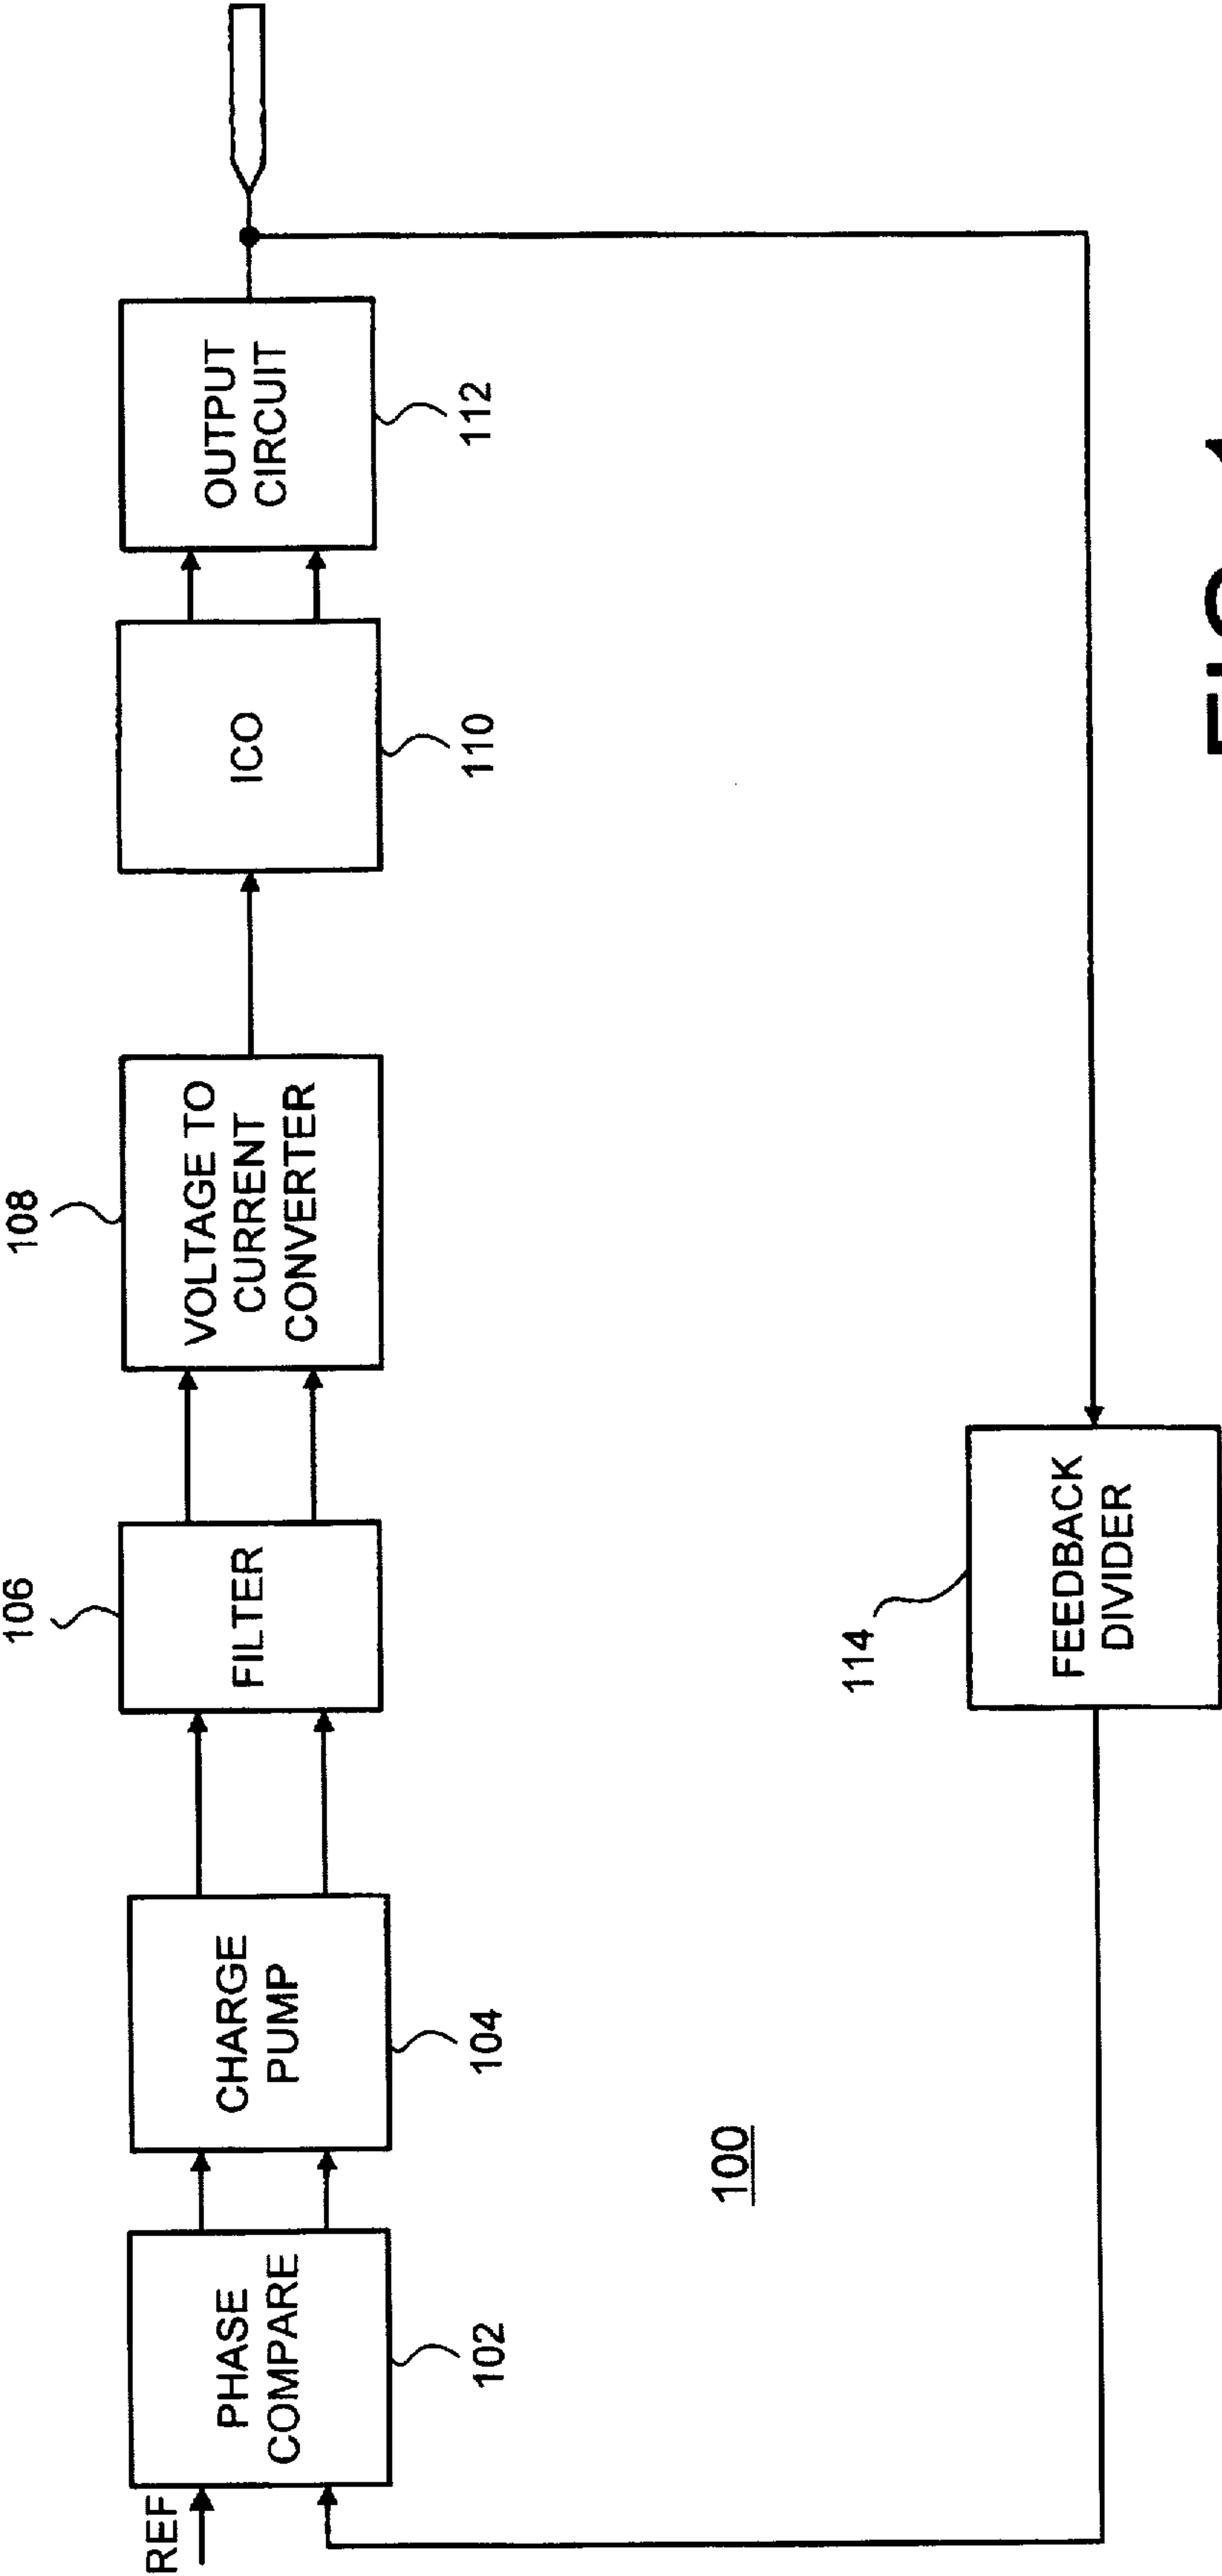 REF
PHASE
COMPARE
102
CHARGE
PUMP
104
FILTER
106
VOLTAGE TO
CURRENT
CONVERTER
108
ICO
110
OUTPUT
CIRCUIT
112
100
114
FEEDBACK
DIVIDER